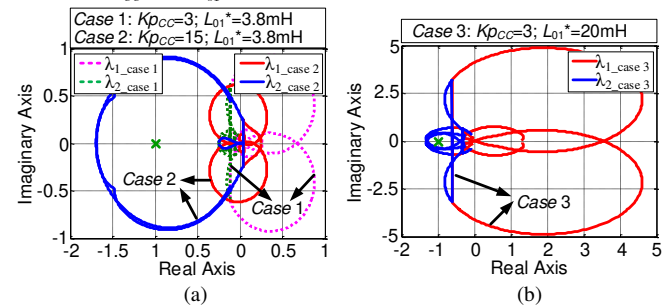 Case 1: Kp_CC=3; L_01*=3.8mH
Case 2: Kp_CC=15; L_01*=3.8mH
λ_1_case 1
λ_2_case 1
λ_1_case 2
λ_2_case 2
1
0.5
0
-0.5
-1
Imaginary Axis
Case 2
Case 1
-2
-1.5
-1
-0.5
0
0.5
1
Real Axis
(a)
Case 3: Kp_CC=3; L_01*=20mH
λ_1_case 3
λ_2_case 3
5
2.5
0
-2.5
-5
Imaginary Axis
Case 3
-2
-1
0
1
2
3
4
5
Real Axis
(b)